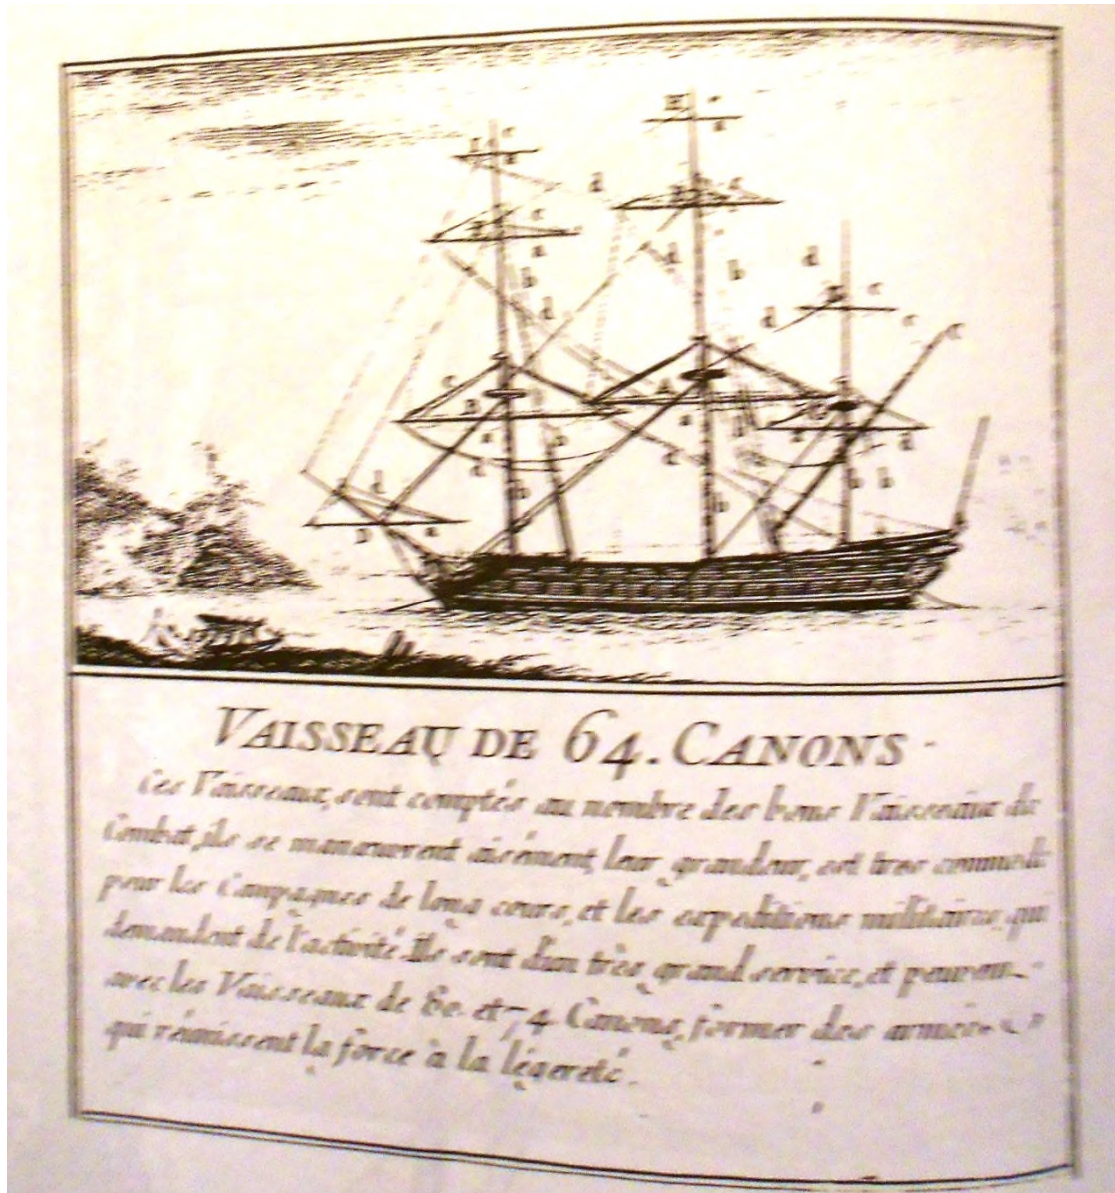 VAISSEAU DE 64. CANONS
Ces Vaisseaux, sont comptés au nombre des bons Vaisseaux de
Combat, ils se manœuvrent aisément, leur grandeur, est tres commode
pour les Campagnes de long cours, et les expeditions militaires, qui
demandent de l'activité. Ils sont d'un très grand service, et peuvent
avec les Vaisseaux de 80. et 74 Canons, former des armées
qui réunissent la force à la légereté.